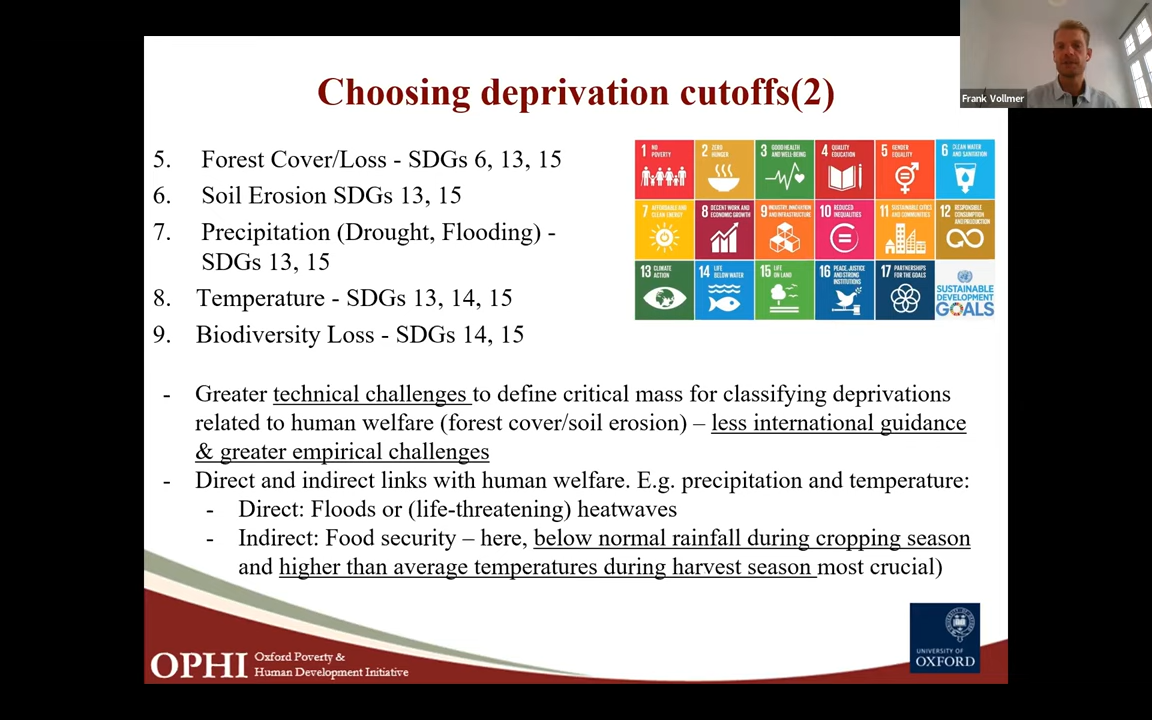 Choosing deprivation cutoffs(2)
Frank Vollmer
5. Forest Cover/Loss - SDGs 6, 13, 15
6. Soil Erosion SDGs 13, 15
7. Precipitation (Drought, Flooding) -
SDGs 13, 15
8. Temperature - SDGs 13, 14, 15
9. Biodiversity Loss - SDGs 14, 15
1 NO POVERTY
2 ZERO HUNGER
3 GOOD HEALTH AND WELL-BEING
4 QUALITY EDUCATION
5 GENDER EQUALITY
6 CLEAN WATER AND SANITATION
7 AFFORDABLE AND CLEAN ENERGY
8 DECENT WORK AND ECONOMIC GROWTH
9 INDUSTRY, INNOVATION AND INFRASTRUCTURE
10 REDUCED INEQUALITIES
11 SUSTAINABLE CITIES AND COMMUNITIES
12 RESPONSIBLE CONSUMPTION AND PRODUCTION
13 CLIMATE ACTION
14 LIFE BELOW WATER
15 LIFE ON LAND
16 PEACE, JUSTICE AND STRONG INSTITUTIONS
17 PARTNERSHIPS FOR THE GOALS
SUSTAINABLE
DEVELOPMENT
GOALS
- Greater technical challenges to define critical mass for classifying deprivations
related to human welfare (forest cover/soil erosion) – less international guidance
& greater empirical challenges
- Direct and indirect links with human welfare. E.g. precipitation and temperature:
- Direct: Floods or (life-threatening) heatwaves
- Indirect: Food security – here, below normal rainfall during cropping season
and higher than average temperatures during harvest season most crucial)
OPHI
Oxford Poverty &
Human Development Initiative
UNIVERSITY OF
OXFORD